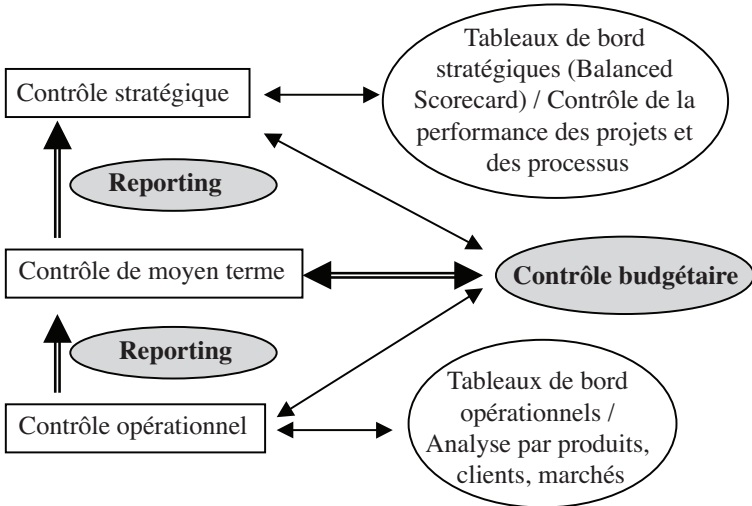 Tableaux de bord
stratégiques (Balanced
Scorecard) / Contrôle de la
performance des projets et
des processus
Contrôle stratégique
Reporting
Contrôle de moyen terme
Contrôle budgétaire
Reporting
Contrôle opérationnel
Tableaux de bord
opérationnels /
Analyse par produits,
clients, marchés